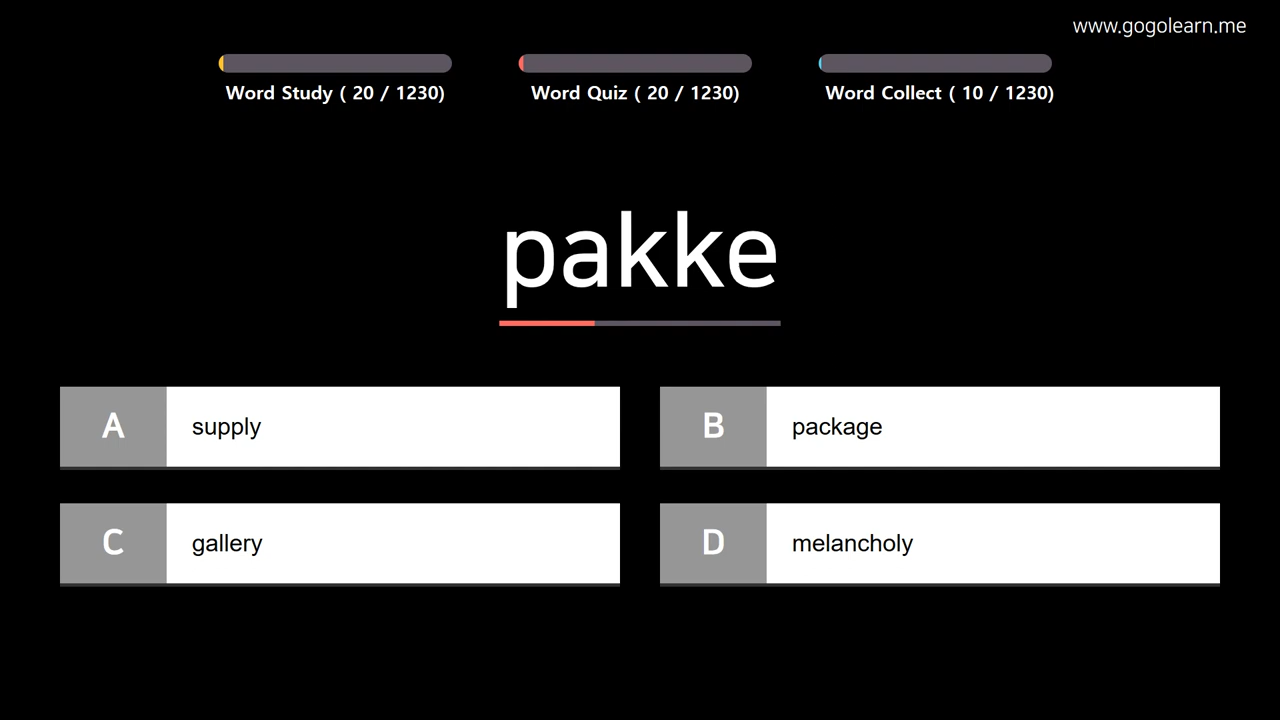 www.gogolearn.me
Word Study ( 20 / 1230)
Word Quiz ( 20 / 1230)
Word Collect ( 10 / 1230)
pakke
A supply
B package
C gallery
D melancholy